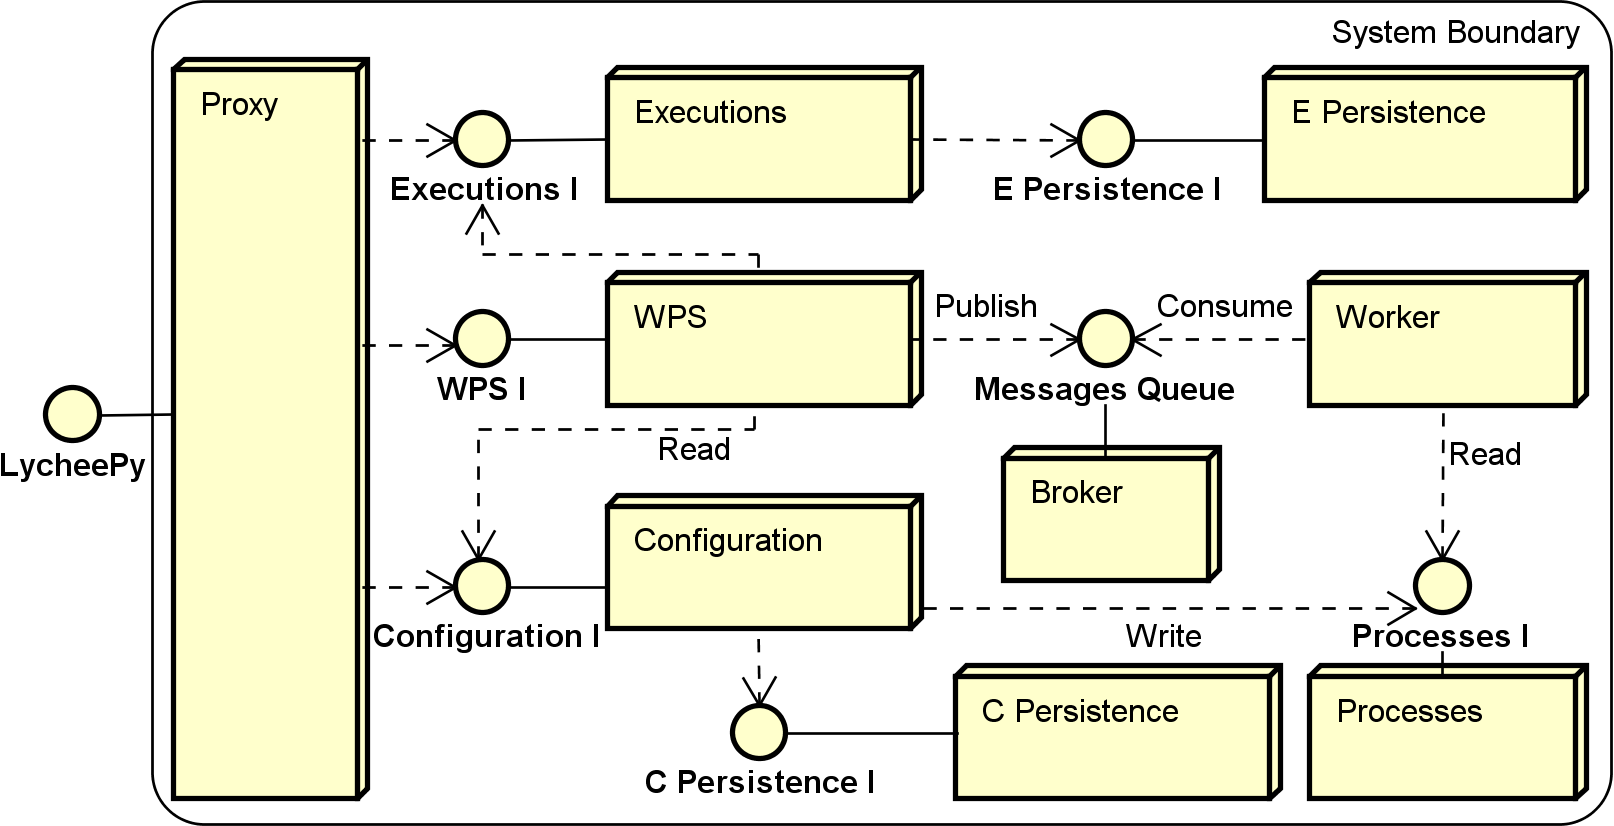 System Boundary
Proxy
Executions
E Persistence
Executions I
E Persistence I
WPS
Publish
Consume
Worker
WPS I
Messages Queue
LycheePy
Read
Read
Broker
Configuration
Configuration I
Write
Processes I
C Persistence
Processes
C Persistence I